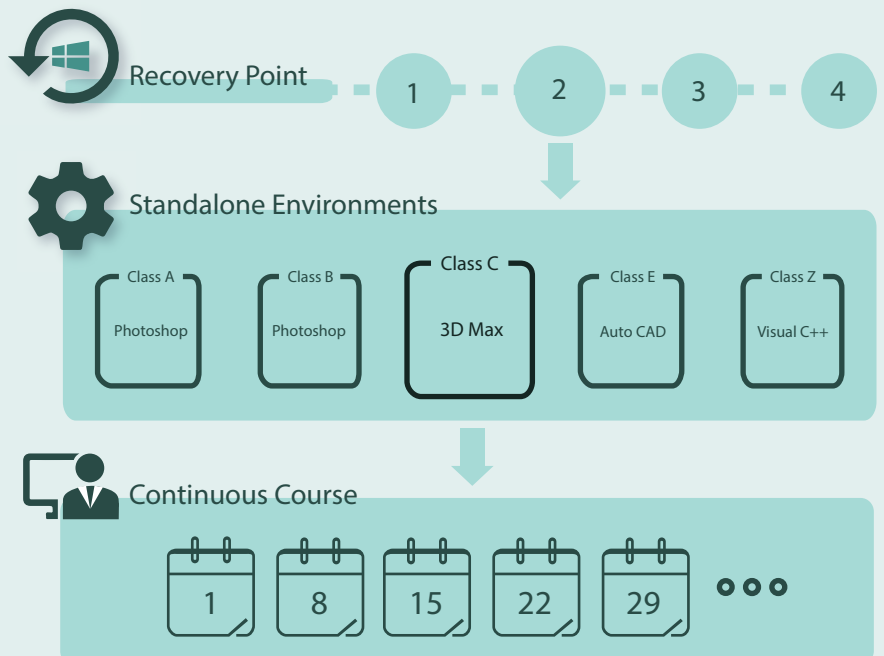 Recovery Point
1
2
3
4
Standalone Environments
Class A
Photoshop
Class B
Photoshop
Class C
3D Max
Class E
Auto CAD
Class Z
Visual C++
Continuous Course
1
8
15
22
29